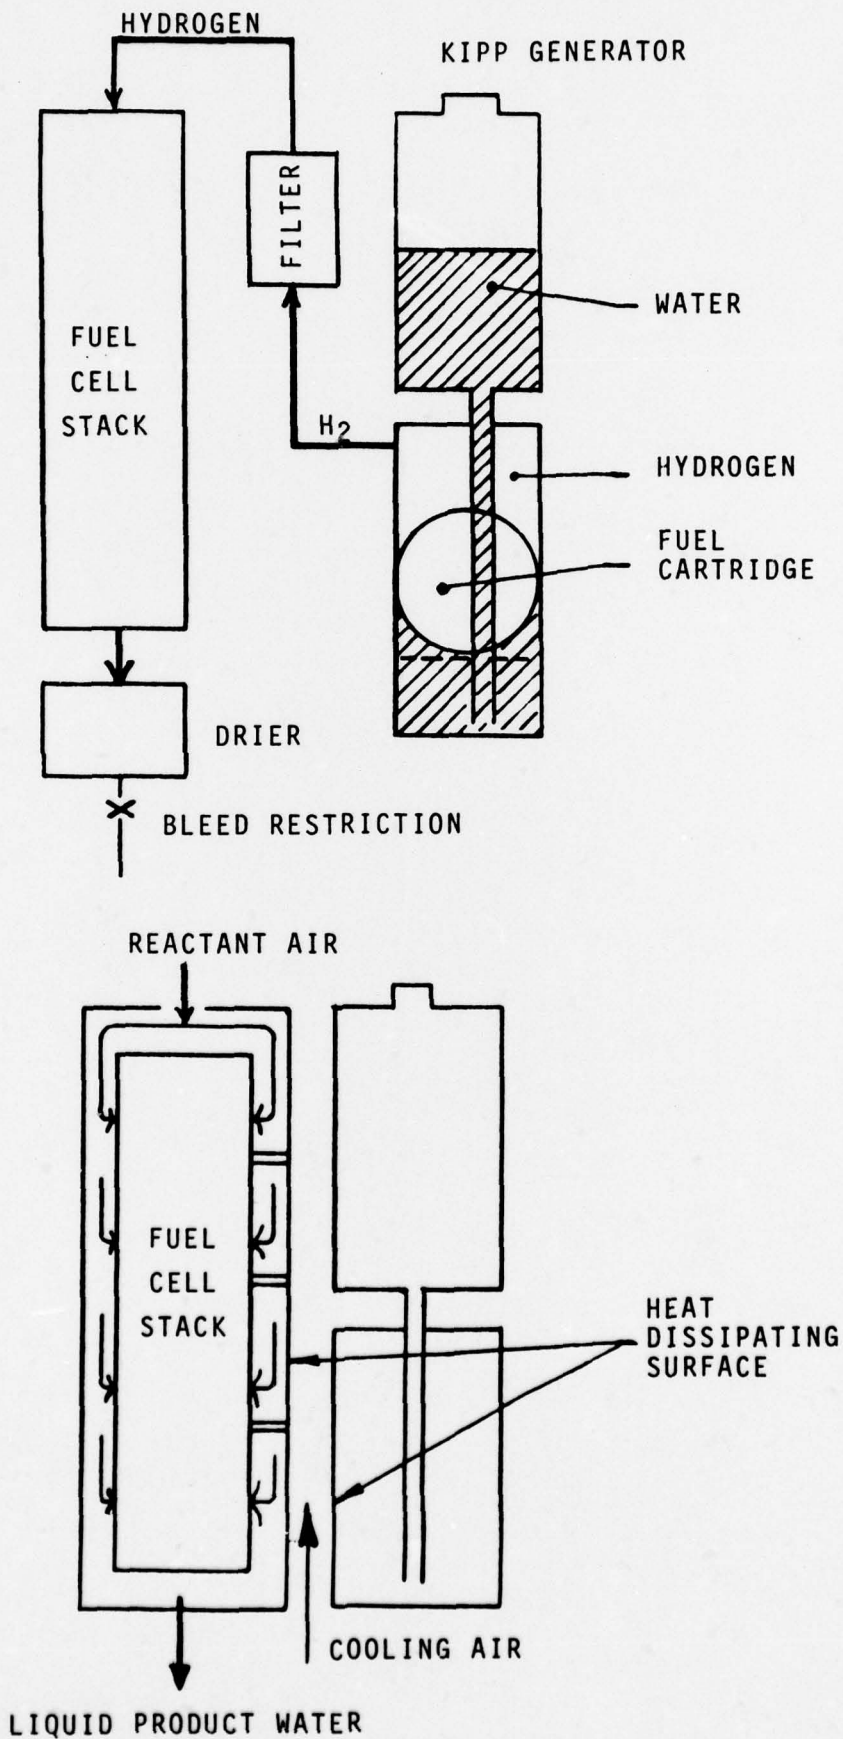 HYDROGEN
KIPP GENERATOR
FILTER
WATER
FUEL
CELL
STACK
H2
HYDROGEN
FUEL
CARTRIDGE
DRIER
BLEED RESTRICTION
REACTANT AIR
FUEL
CELL
STACK
HEAT
DISSIPATING
SURFACE
COOLING AIR
LIQUID PRODUCT WATER